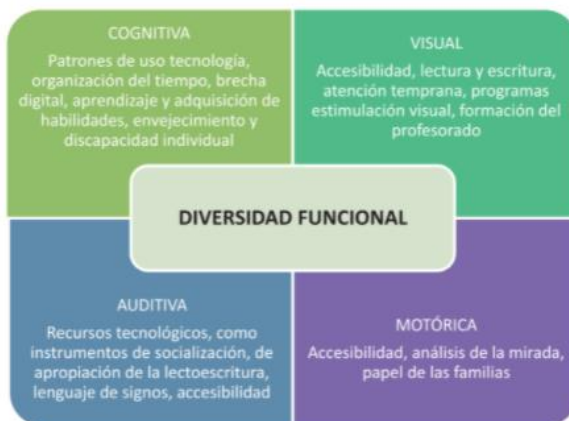 COGNITIVA
Patrones de uso tecnología,
organización del tiempo, brecha
digital, aprendizaje y adquisición de
habilidades, envejecimiento y
discapacidad individual
VISUAL
Accesibilidad, lectura y escritura,
atención temprana, programas
estimulación visual, formación del
profesorado
DIVERSIDAD FUNCIONAL
AUDITIVA
Recursos tecnológicos, como
instrumentos de socialización, de
apropiación de la lectoescritura,
lenguaje de signos, accesibilidad
MOTÓRICA
Accesibilidad, análisis de la mirada,
papel de las familias